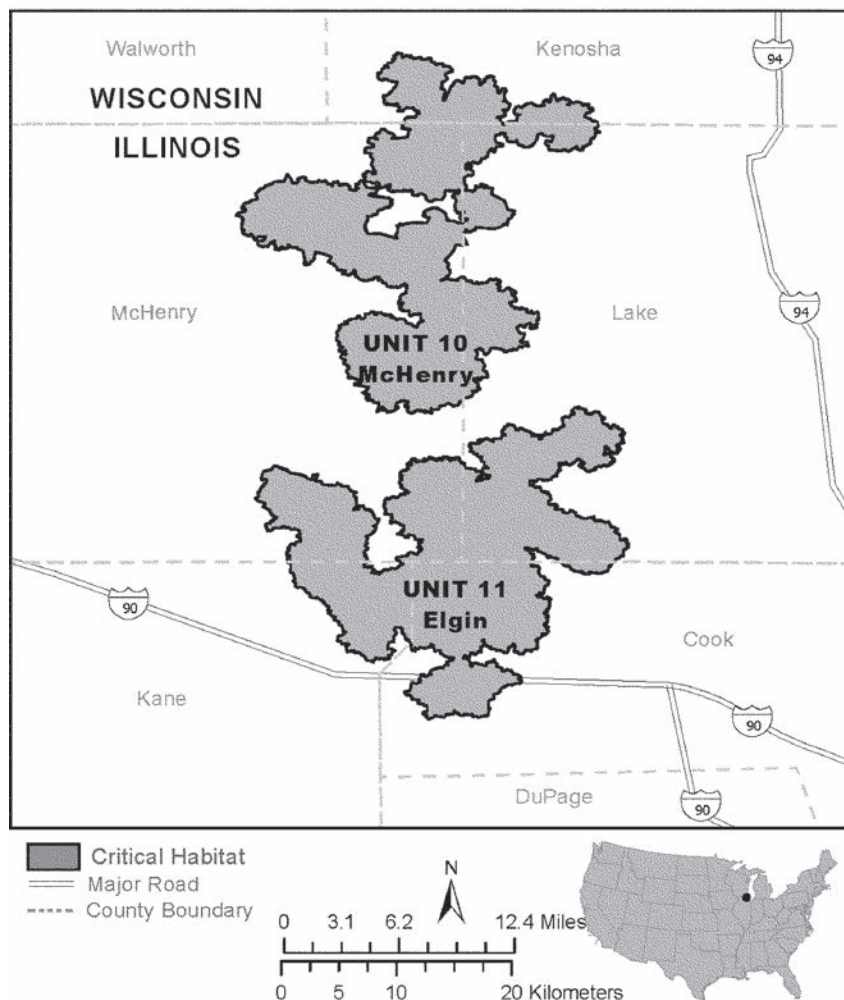 Walworth
Kenosha
94
WISCONSIN
ILLINOIS
McHenry
Lake
94
UNIT 10
McHenry
UNIT 11
Elgin
90
Cook
Kane
90
DuPage
90
Critical Habitat
Major Road
County Boundary
N
0 3.1 6.2 12.4 Miles
0 5 10 20 Kilometers